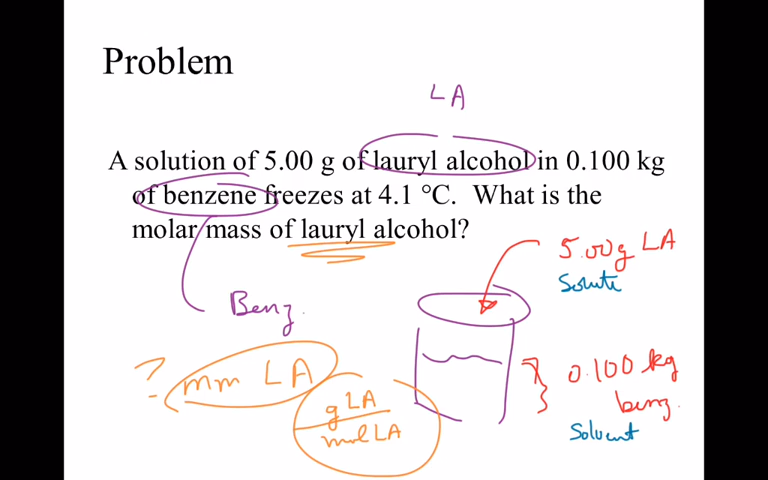 Problem
LA
A solution of 5.00 g of lauryl alcohol in 0.100 kg
of benzene freezes at 4.1 °C. What is the
molar mass of lauryl alcohol?
5.00g LA
Solute
Benz.
? mm LA
g LA
mol LA
0.100 kg
benz.
Solvent